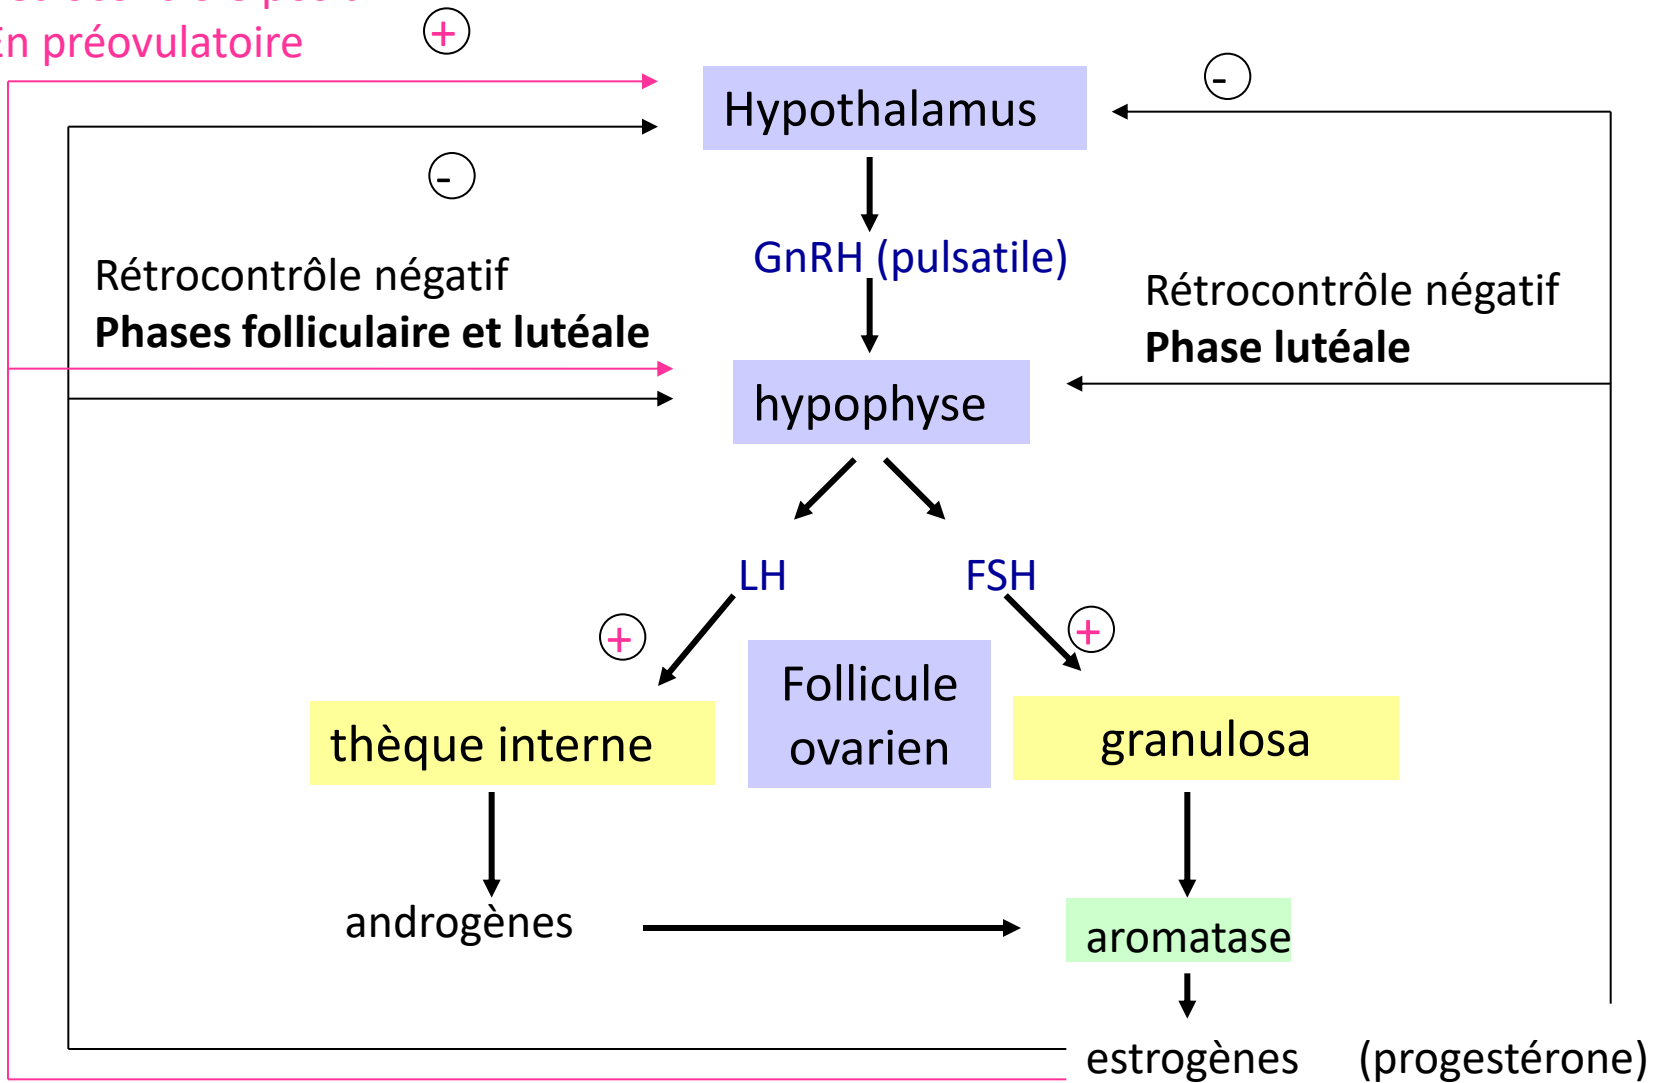 En préovulatoire
+
-
Hypothalamus
-
GnRH (pulsatile)
Rétrocontrôle négatif
Phases folliculaire et lutéale
Rétrocontrôle négatif
Phase lutéale
hypophyse
LH
FSH
+
+
Follicule
ovarien
thèque interne
granulosa
androgènes
aromatase
estrogènes
(progestérone)